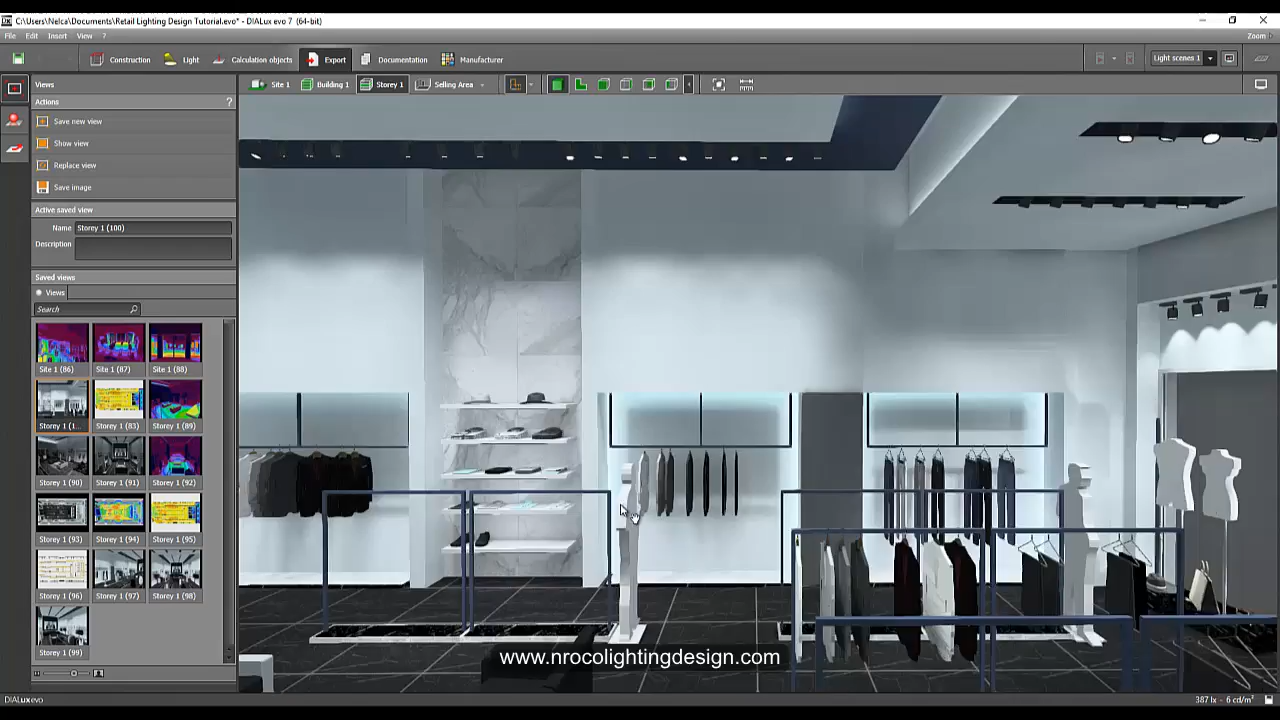 C:\Users\Nelca\Documents\Retail Lighting Design Tutorial.evo* - DIALux evo 7 (64-bit)
File Edit Insert View ?
Zoom
Construction Light Calculation objects Export Documentation Manufacturer
Light scenes 1
Views
Site 1 Building 1 Storey 1 Selling Area
Actions ?
Save new view
Show view
Replace view
Save image
Active saved view
Name Storey 1 (100)
Description
Saved views
Views
Search
Site 1 (86) Site 1 (87) Site 1 (88)
Storey 1 (1... Storey 1 (83) Storey 1 (89)
Storey 1 (90) Storey 1 (91) Storey 1 (92)
Storey 1 (93) Storey 1 (94) Storey 1 (95)
Storey 1 (96) Storey 1 (97) Storey 1 (98)
Storey 1 (99)
www.nrocolightingdesign.com
DIALux evo
387 lx - 6 cd/m²